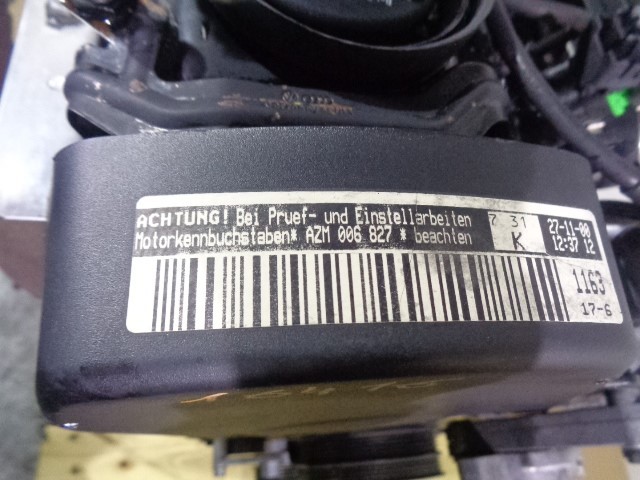 ACHTUNG! Bei Pruef- und Einstellarbeiten
Motorkennbuchstaben* AZM 006 827 * beachten
7 31
K
27-11-00
12:37 12
1163
17-6